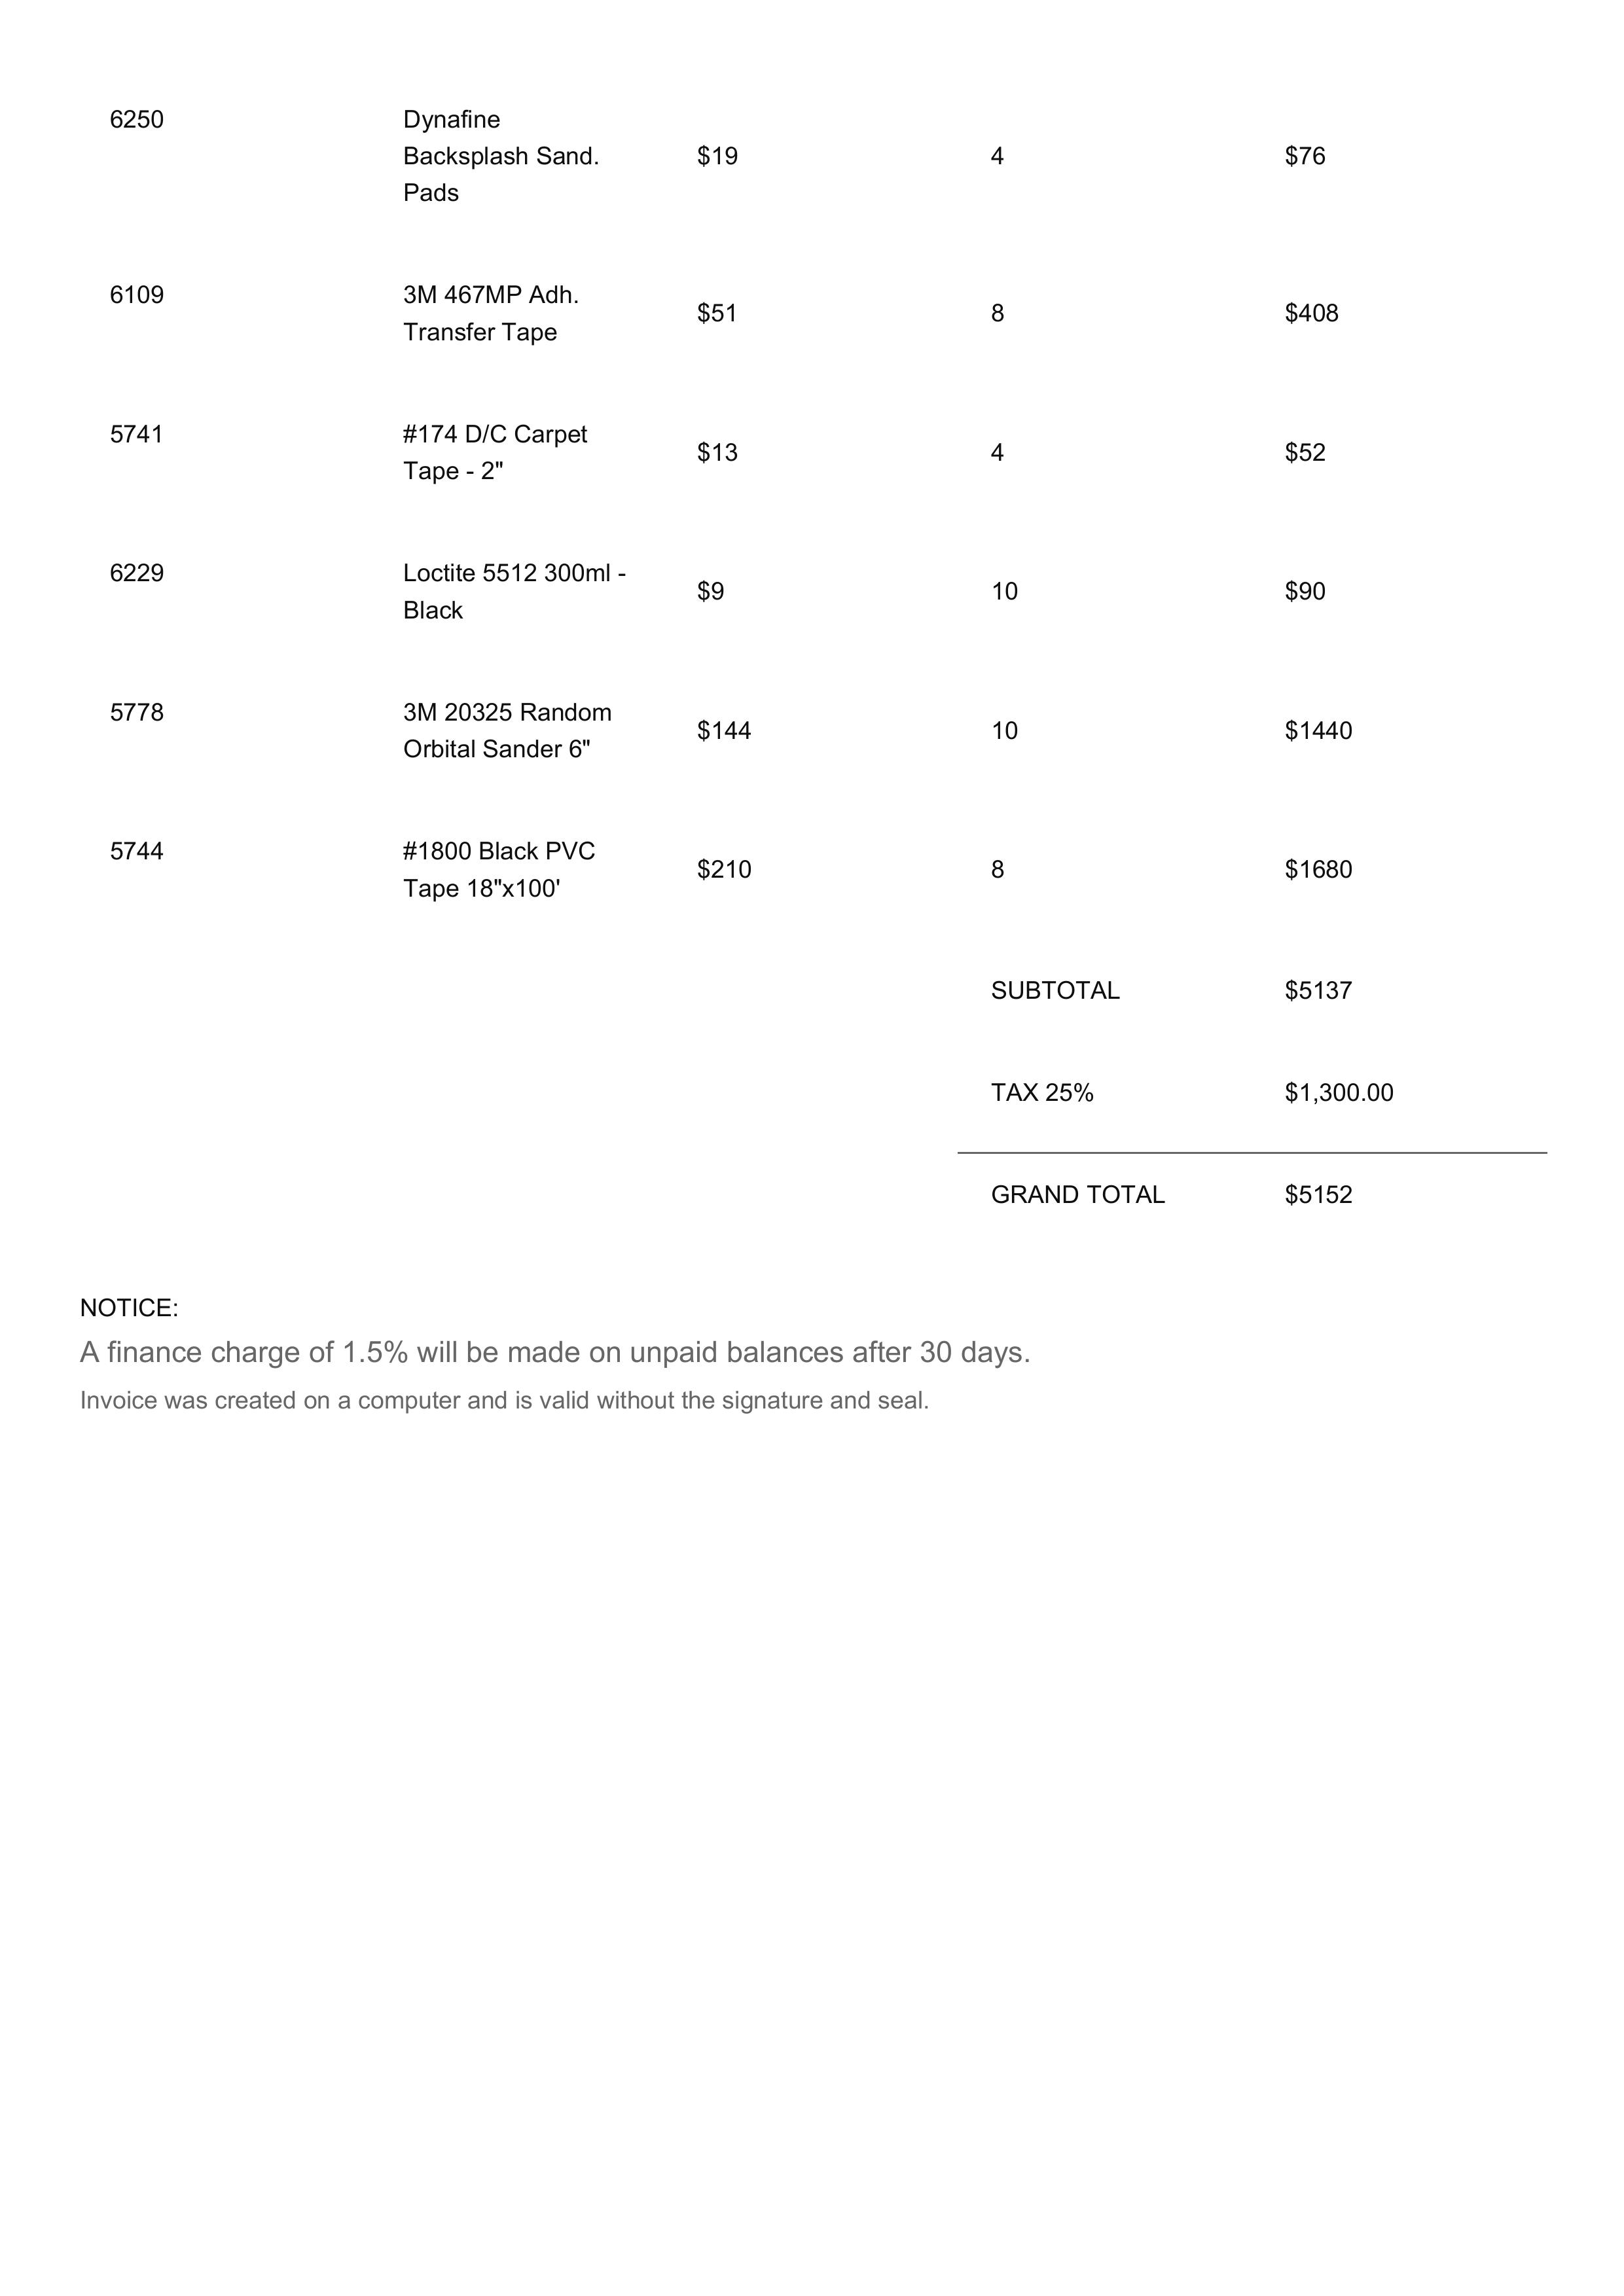 6250 Dynafine
Backsplash Sand. $19 4 $76
Pads
6109 3M 467MP Adh.
Transfer Tape $51 8 $408
5741 #174 D/C Carpet
Tape - 2" $13 4 $52
6229 Loctite 5512 300ml -
Black $9 10 $90
5778 3M 20325 Random
Orbital Sander 6" $144 10 $1440
5744 #1800 Black PVC
Tape 18"x100' $210 8 $1680
SUBTOTAL $5137
TAX 25% $1,300.00
GRAND TOTAL $5152
NOTICE:
A finance charge of 1.5% will be made on unpaid balances after 30 days.
Invoice was created on a computer and is valid without the signature and seal.